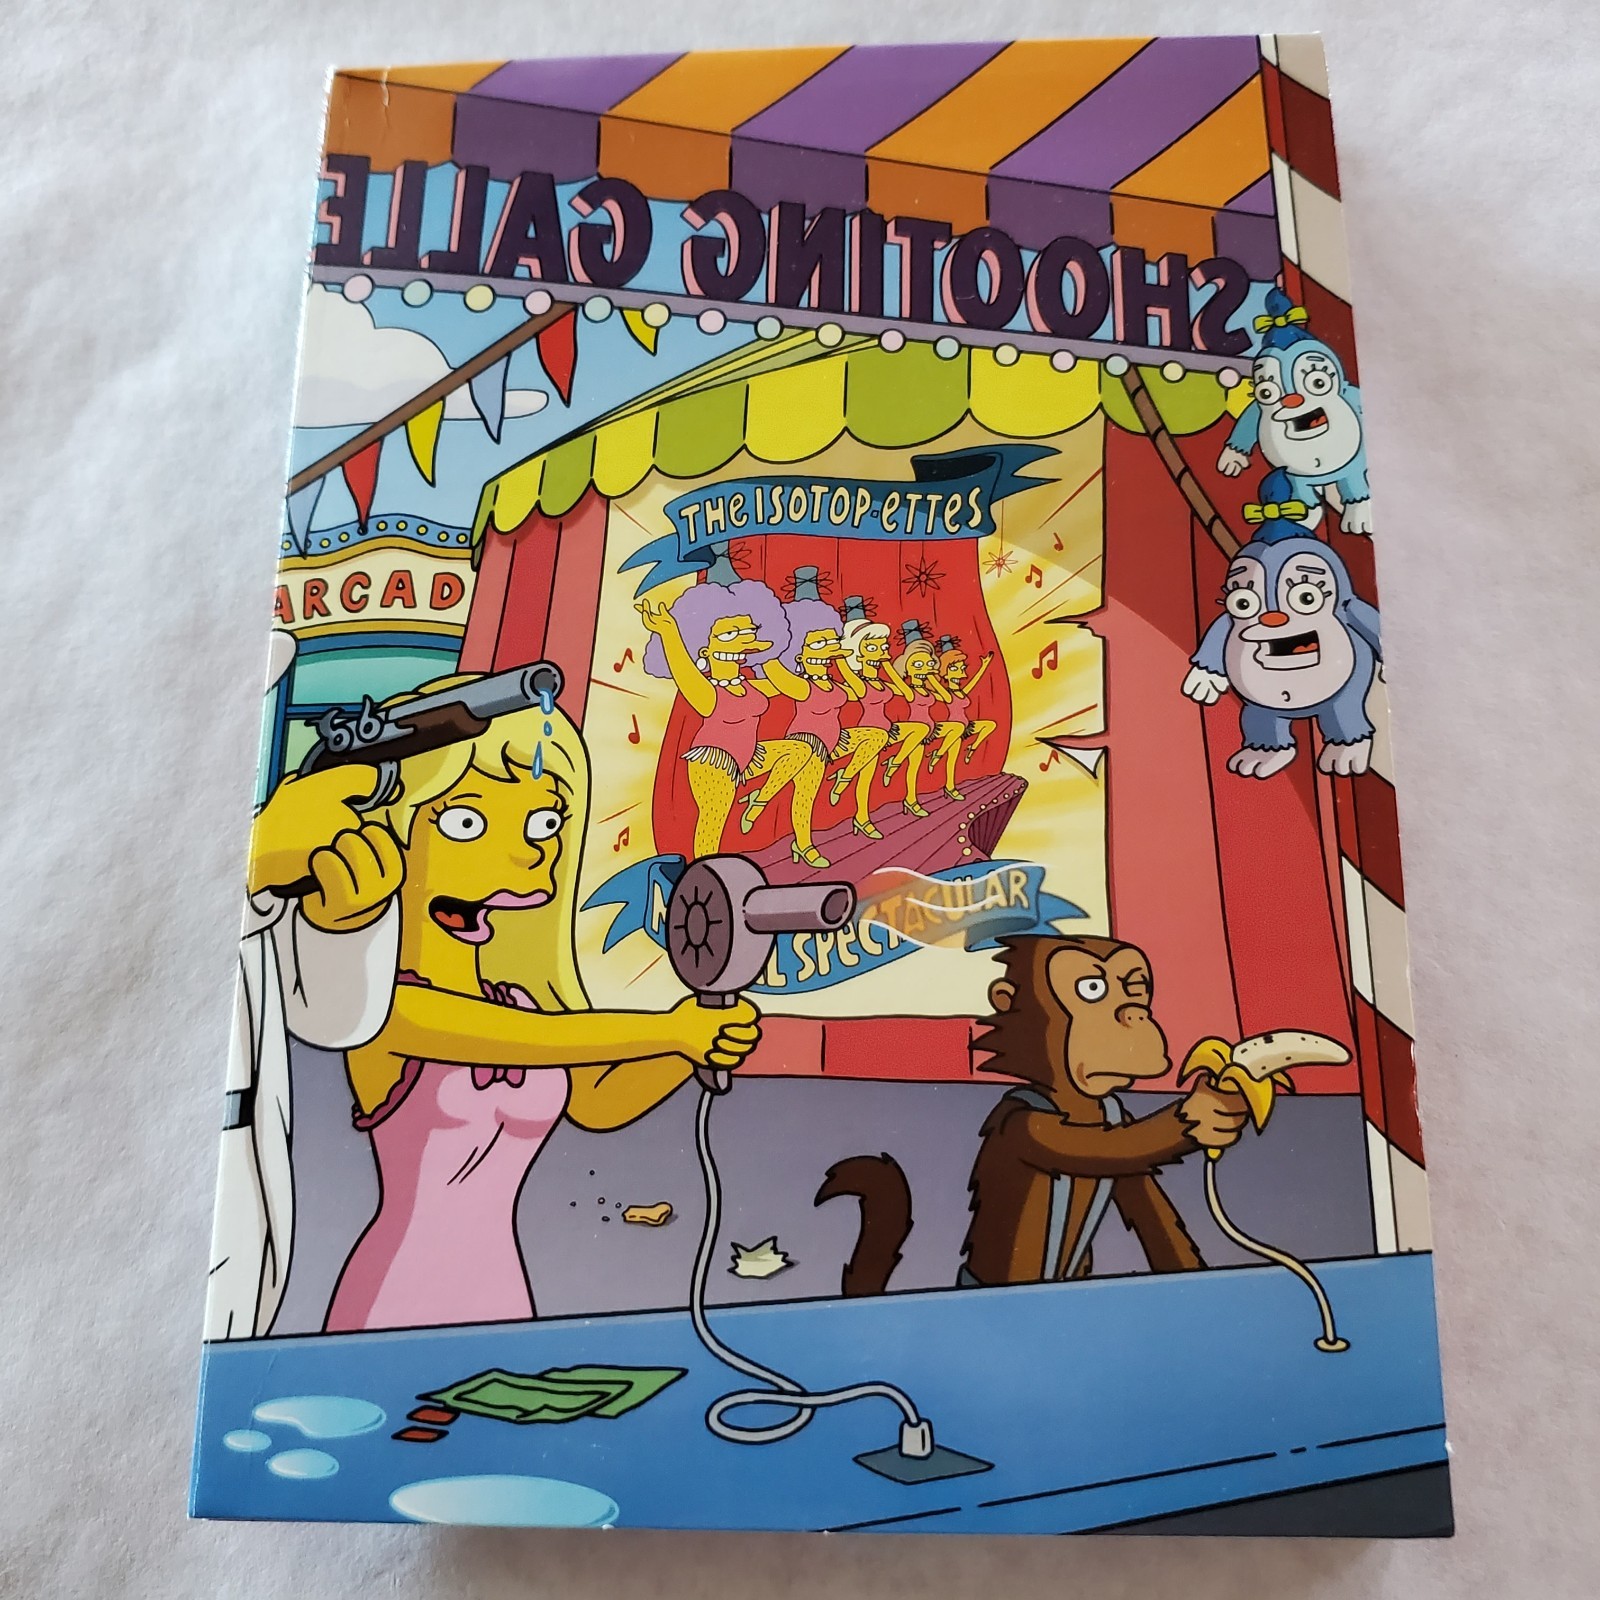 SHOOTING GALLE
THE ISOTOP-ETTES
ARCAD
M L SPECTACULAR